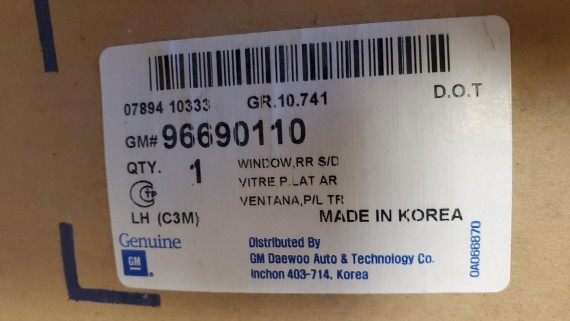 07894 10333 GR.10.741 D.O.T
GM# 96690110
QTY. 1 WINDOW,RR S/D
VITRE,P.LAT AR
VENTANA,P/L TR
LH (C3M) MADE IN KOREA
Genuine
GM
Distributed By
GM Daewoo Auto & Technology Co.
Inchon 403-714. Korea
0A066870